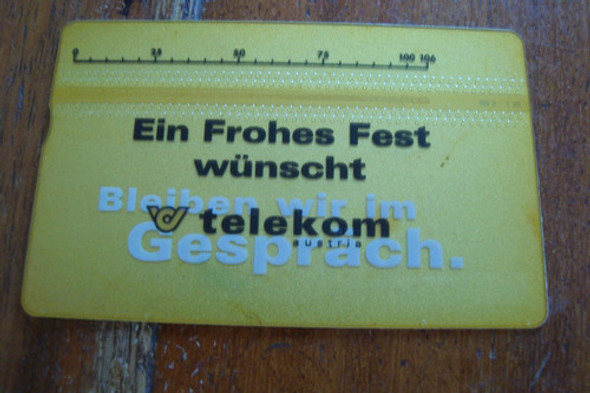 0 25 50 75 100 106
Ein Frohes Fest
wünscht
Bleiben wir im
telekom
austria
Gespräch.